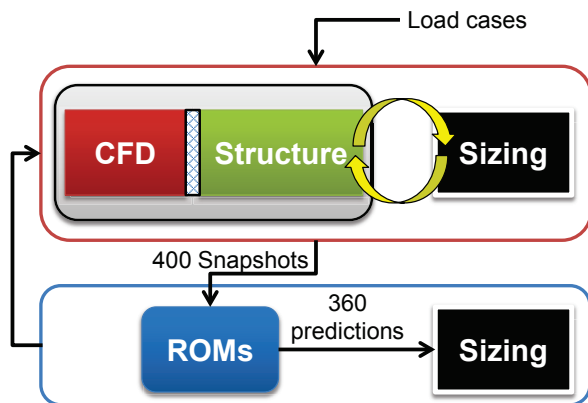 Load cases
CFD
Structure
Sizing
400 Snapshots
360
predictions
ROMs
Sizing